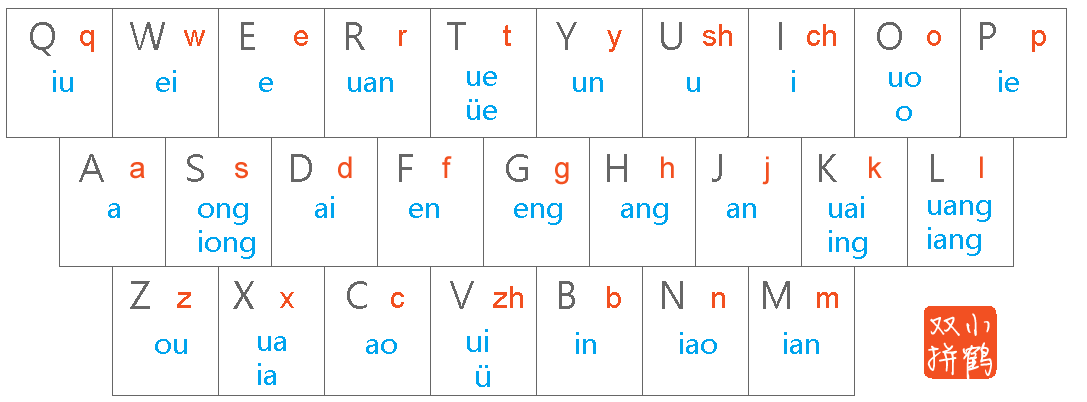 Q q W w E e R r T t Y y U sh I ch O o P p
iu ei e uan ue un u i uo ie
üe o
A a S s D d F f G g H h J j K k L l
a ong ai en eng ang an uai uang
iong ing iang
Z z X x C c V zh B b N n M m
ou ua ao ui in iao ian
ia ü
小鹤
双拼